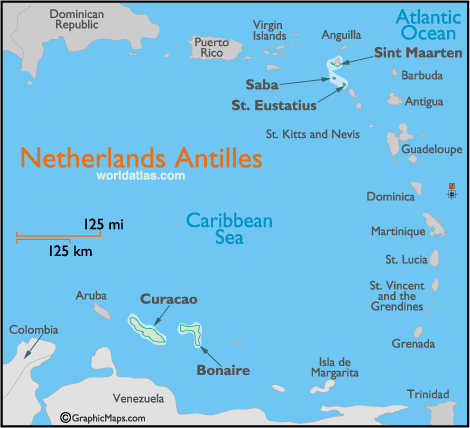 Dominican
Republic
Puerto
Rico
Virgin
Islands
Anguilla
Atlantic
Ocean
Sint Maarten
Saba
St. Eustatius
Barbuda
Antigua
St. Kitts and Nevis
Guadeloupe
Netherlands Antilles
worldatlas.com
Dominica
Caribbean
Sea
125 mi
125 km
Martinique
St. Lucia
St. Vincent
and the
Grendines
Aruba
Curacao
Bonaire
Grenada
Colombia
Isla de
Margarita
Venezuela
Trinidad
©GraphicMaps.com